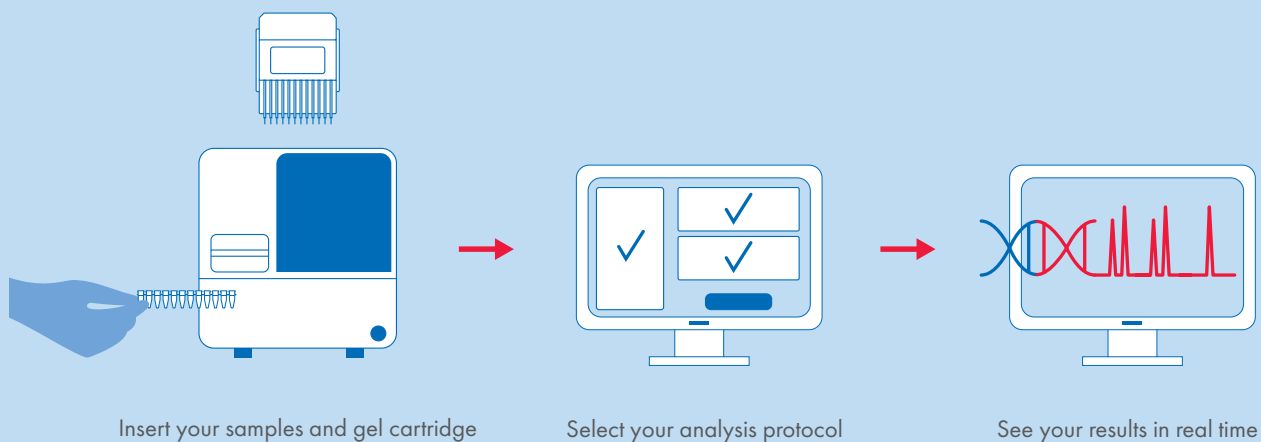 Insert your samples and gel cartridge
Select your analysis protocol
See your results in real time